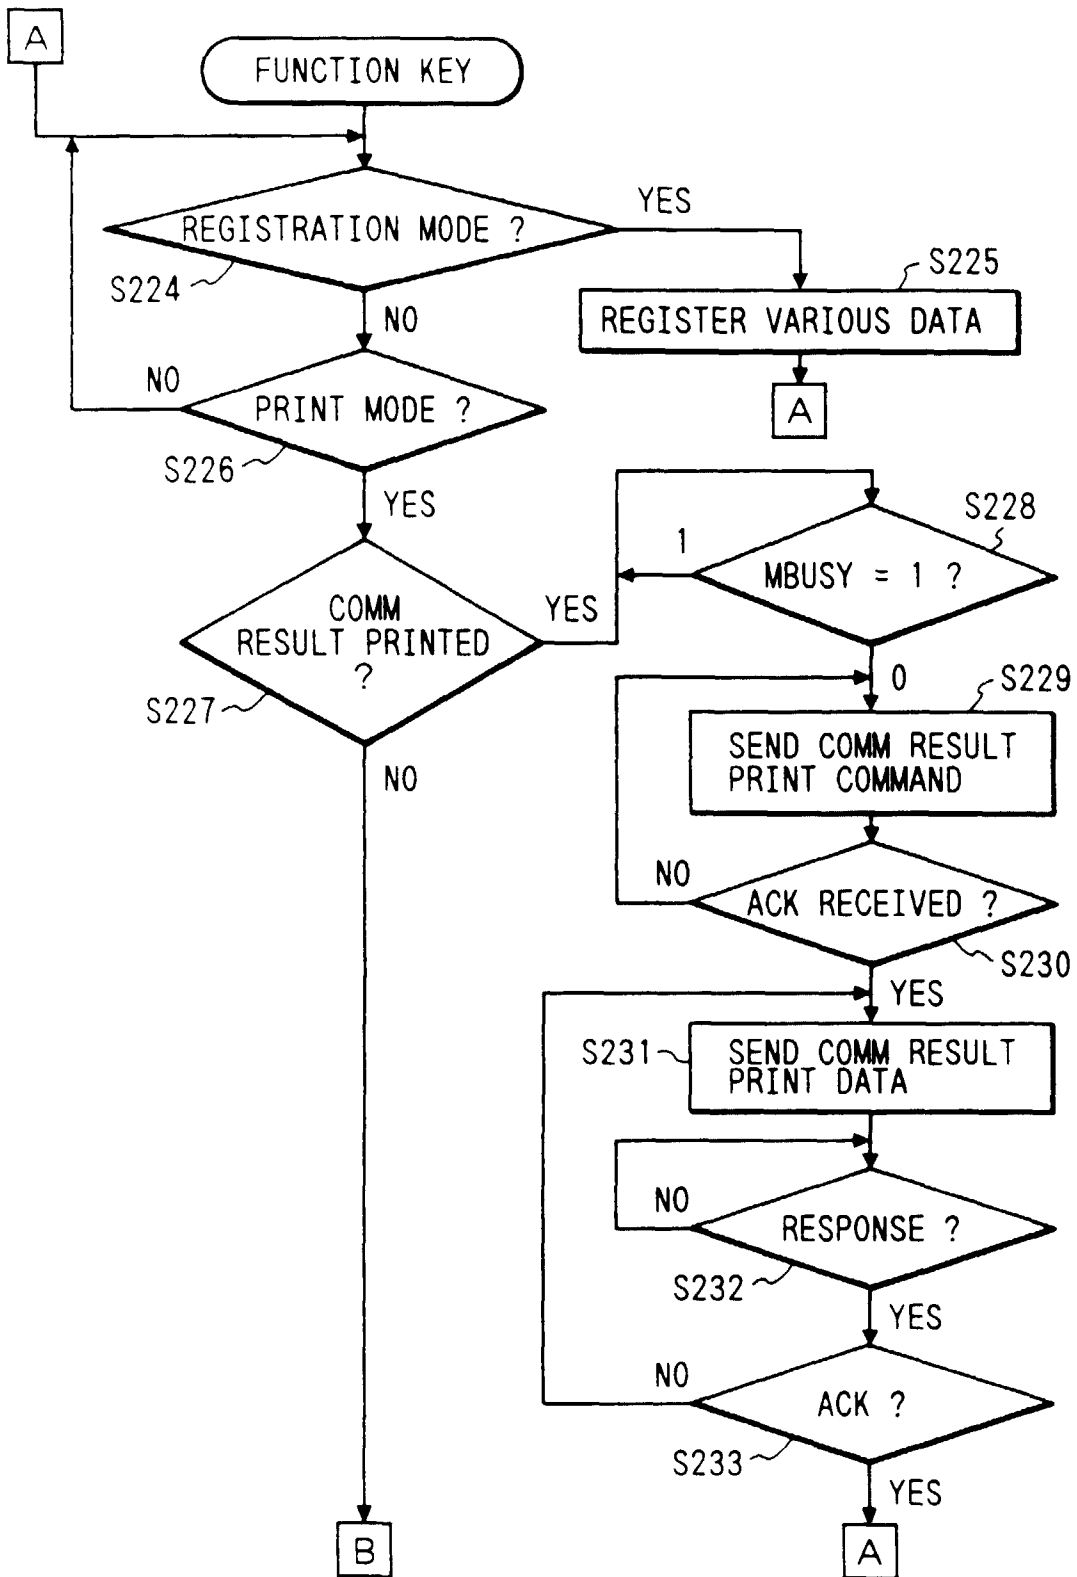 A
FUNCTION KEY
REGISTRATION MODE ?
YES
S224
S225
NO
REGISTER VARIOUS DATA
A
NO
PRINT MODE ?
S226
YES
S228
1
MBUSY = 1 ?
COMM
RESULT PRINTED
?
YES
S227
0
S229
SEND COMM RESULT
PRINT COMMAND
NO
NO
ACK RECEIVED ?
S230
YES
S231
SEND COMM RESULT
PRINT DATA
NO
RESPONSE ?
S232
YES
NO
ACK ?
S233
YES
B
A